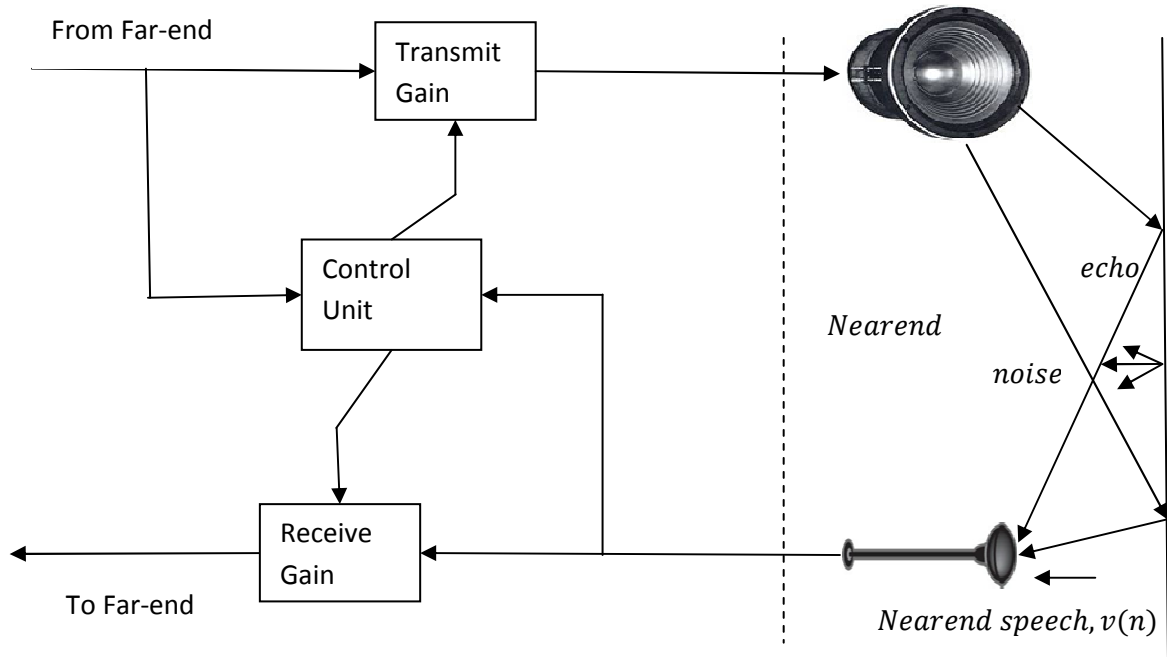 From Far-end
Transmit
Gain
Control
Unit
echo
Nearend
noise
Receive
Gain
To Far-end
Nearend speech, v(n)